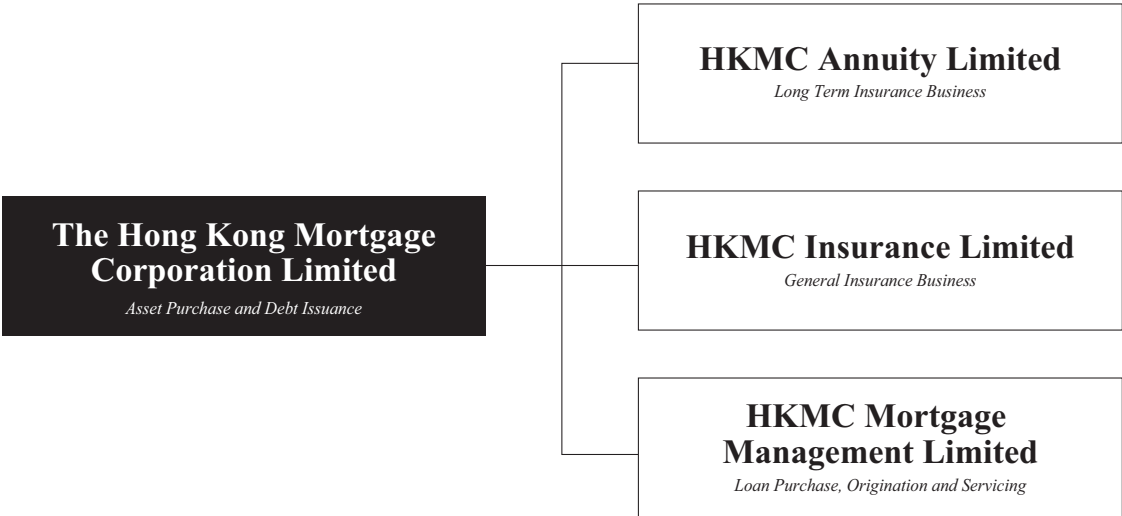 HKMC Annuity Limited
Long Term Insurance Business
The Hong Kong Mortgage
Corporation Limited
Asset Purchase and Debt Issuance
HKMC Insurance Limited
General Insurance Business
HKMC Mortgage
Management Limited
Loan Purchase, Origination and Servicing